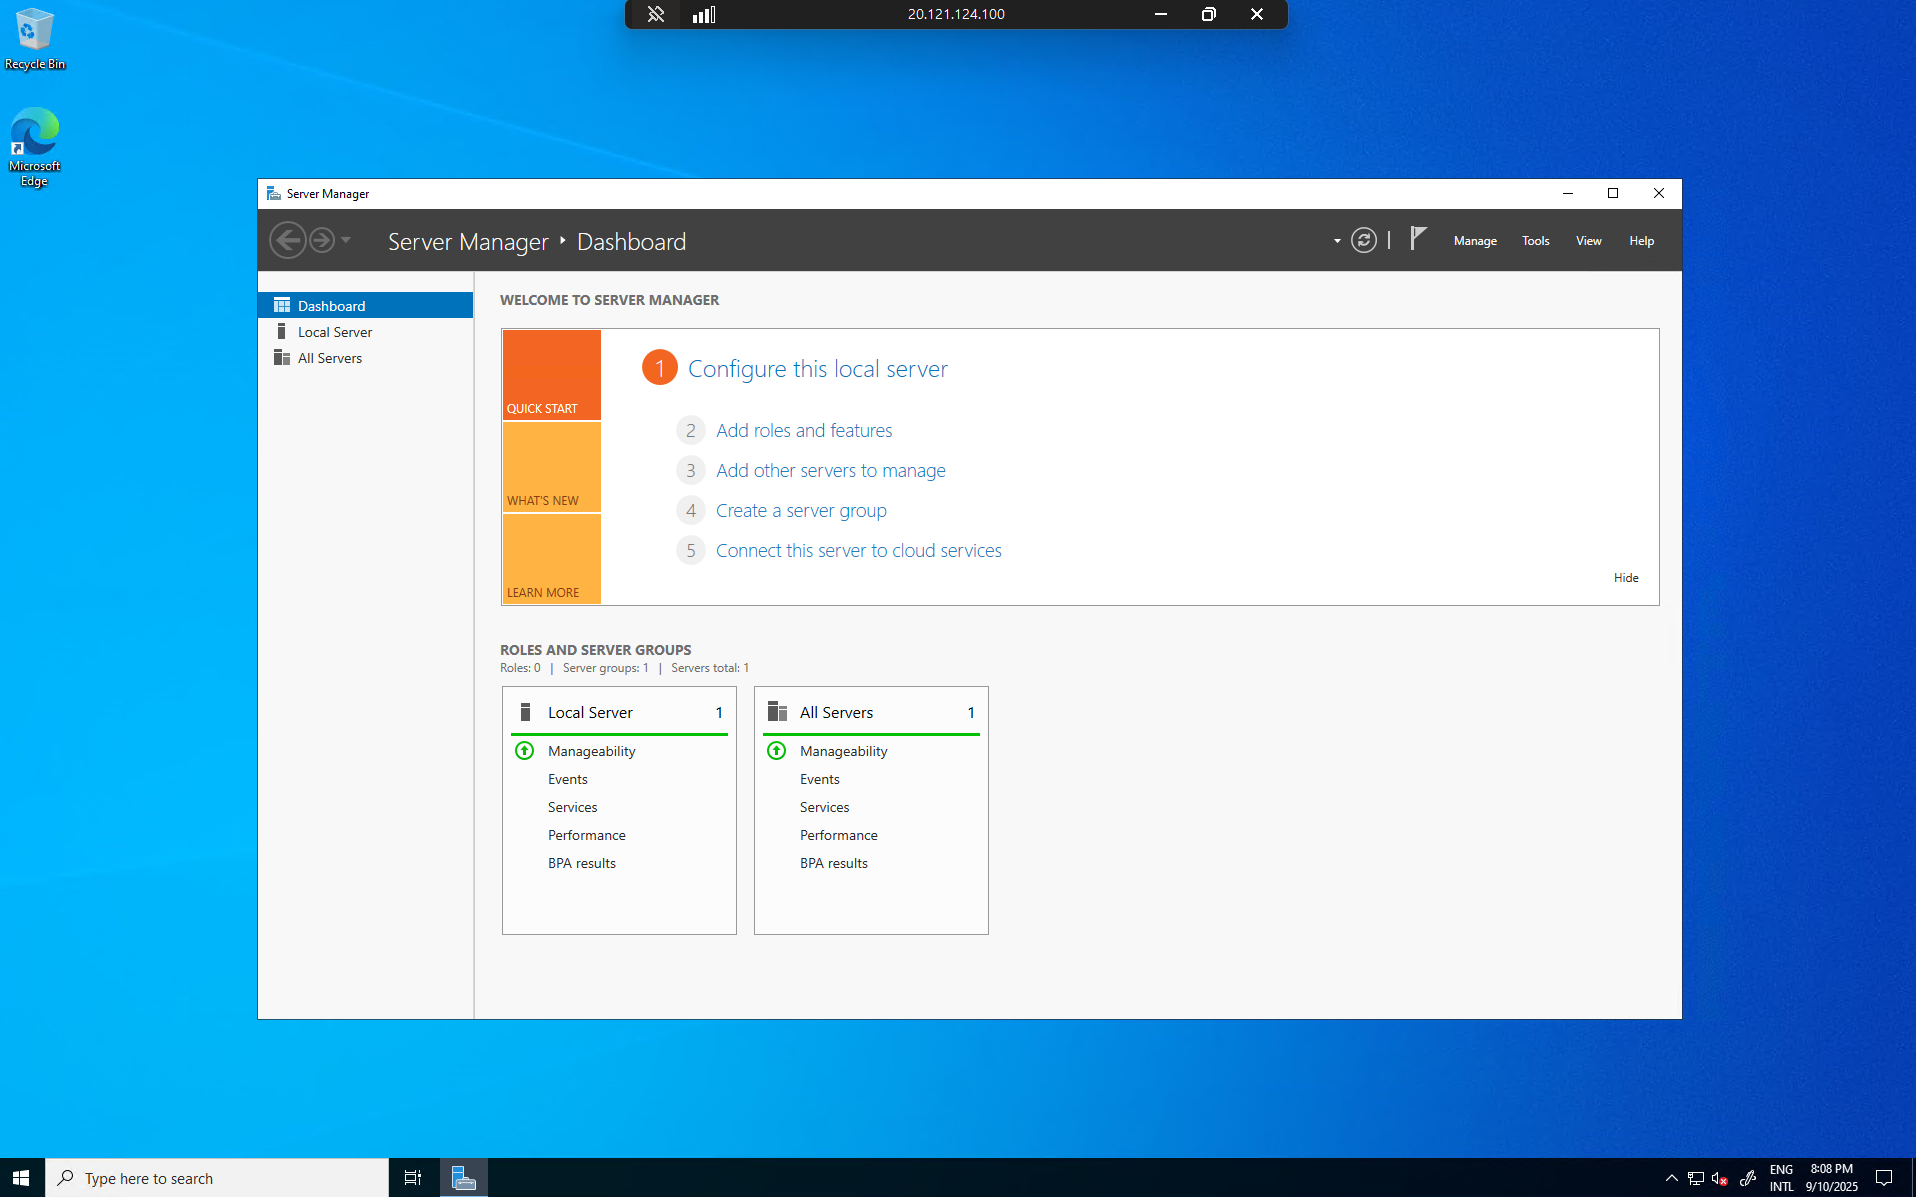 20.121.124.100
Recycle Bin
Microsoft
Edge
Server Manager
Server Manager Dashboard
Manage Tools View Help
Dashboard
Local Server
All Servers
WELCOME TO SERVER MANAGER
QUICK START
WHAT'S NEW
LEARN MORE
1 Configure this local server
2 Add roles and features
3 Add other servers to manage
4 Create a server group
5 Connect this server to cloud services
Hide
ROLES AND SERVER GROUPS
Roles: 0 | Server groups: 1 | Servers total: 1
Local Server 1
Manageability
Events
Services
Performance
BPA results
All Servers 1
Manageability
Events
Services
Performance
BPA results
Type here to search
ENG
INTL
8:08 PM
9/10/2025